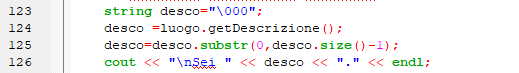 123 string desco="\000";
124 desco =luogo.getDescrizione();
125 desco=desco.substr(0,desco.size()-1);
126 cout << "\nSei " << desco << "." << endl;